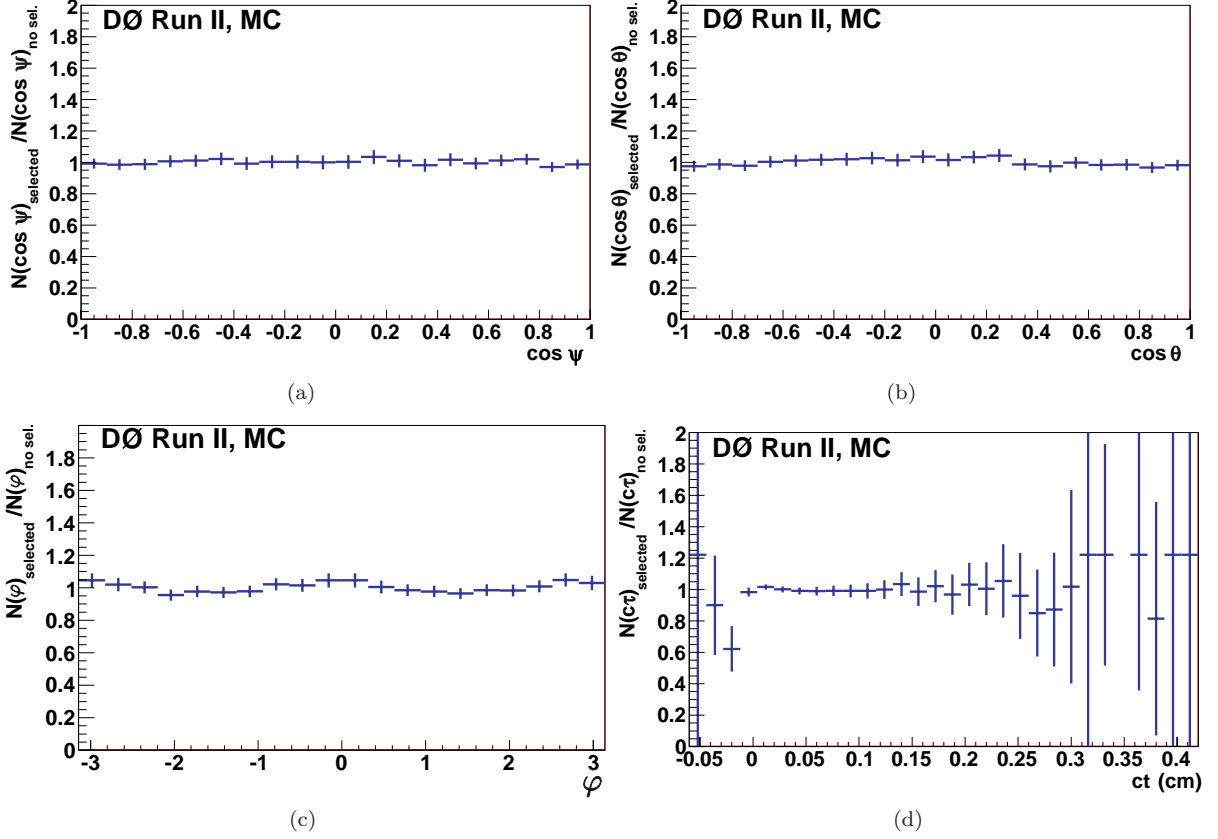 DØ Run II, MC
N(cos ψ)selected /N(cos ψ)no sel.
2
1.8
1.6
1.4
1.2
1
0.8
0.6
0.4
0.2
0
-1 -0.8 -0.6 -0.4 -0.2 0 0.2 0.4 0.6 0.8 1
cos ψ
(a)
DØ Run II, MC
N(cos θ)selected /N(cos θ)no sel.
2
1.8
1.6
1.4
1.2
1
0.8
0.6
0.4
0.2
0
-1 -0.8 -0.6 -0.4 -0.2 0 0.2 0.4 0.6 0.8 1
cos θ
(b)
DØ Run II, MC
N(φ)selected /N(φ)no sel.
1.8
1.6
1.4
1.2
1.0
0.8
0.6
0.4
0.2
0
-3 -2 -1 0 1 2 3
φ
(c)
DØ Run II, MC
N(cτ)selected /N(cτ)no sel.
2
1.8
1.6
1.4
1.2
1
0.8
0.6
0.4
0.2
0
-0.05 0 0.05 0.1 0.15 0.2 0.25 0.3 0.35 0.4
ct (cm)
(d)